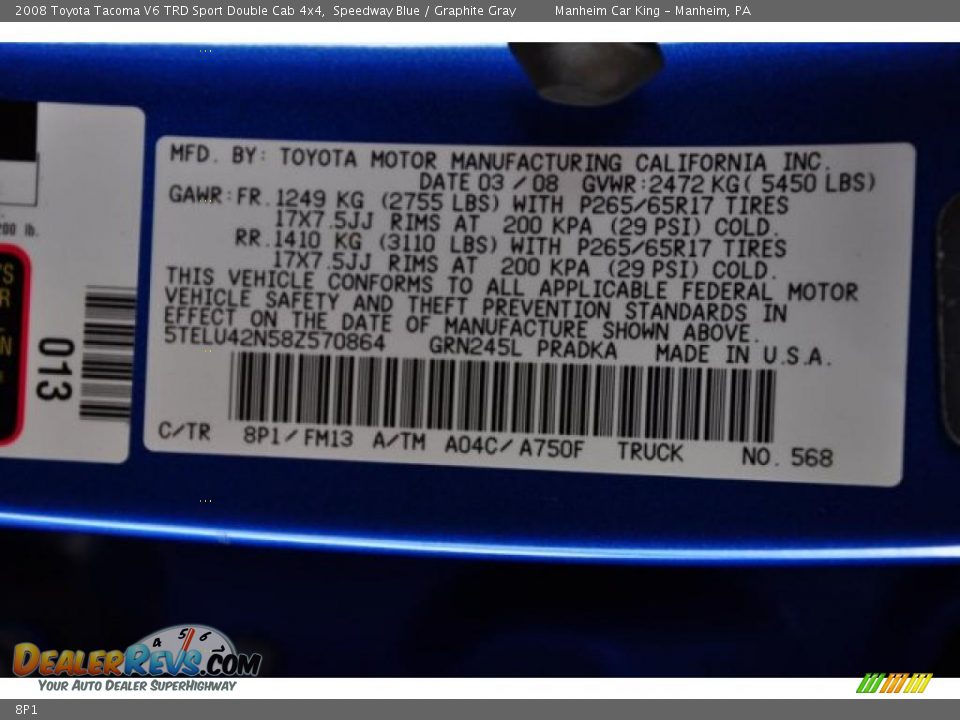 2008 Toyota Tacoma V6 TRD Sport Double Cab 4x4,  Speedway Blue / Graphite Gray     Manheim Car King – Manheim, PA
MFD. BY: TOYOTA MOTOR MANUFACTURING CALIFORNIA INC.
DATE 03 / 08  GVWR:2472 KG( 5450 LBS)
GAWR:FR.1249 KG (2755 LBS) WITH P265/65R17 TIRES
17X7.5JJ RIMS AT 200 KPA (29 PSI) COLD.
RR.1410 KG (3110 LBS) WITH P265/65R17 TIRES
17X7.5JJ RIMS AT 200 KPA (29 PSI) COLD.
THIS VEHICLE CONFORMS TO ALL APPLICABLE FEDERAL MOTOR
VEHICLE SAFETY AND THEFT PREVENTION STANDARDS IN
EFFECT ON THE DATE OF MANUFACTURE SHOWN ABOVE.
5TELU42N58Z570864  GRN245L PRADKA  MADE IN U.S.A.
C/TR  8P1/FM13  A/TM  A04C/A750F  TRUCK  NO. 568
013
lb.
4 5 6
DEALERREVS.COM
YOUR AUTO DEALER SUPERHIGHWAY
8P1